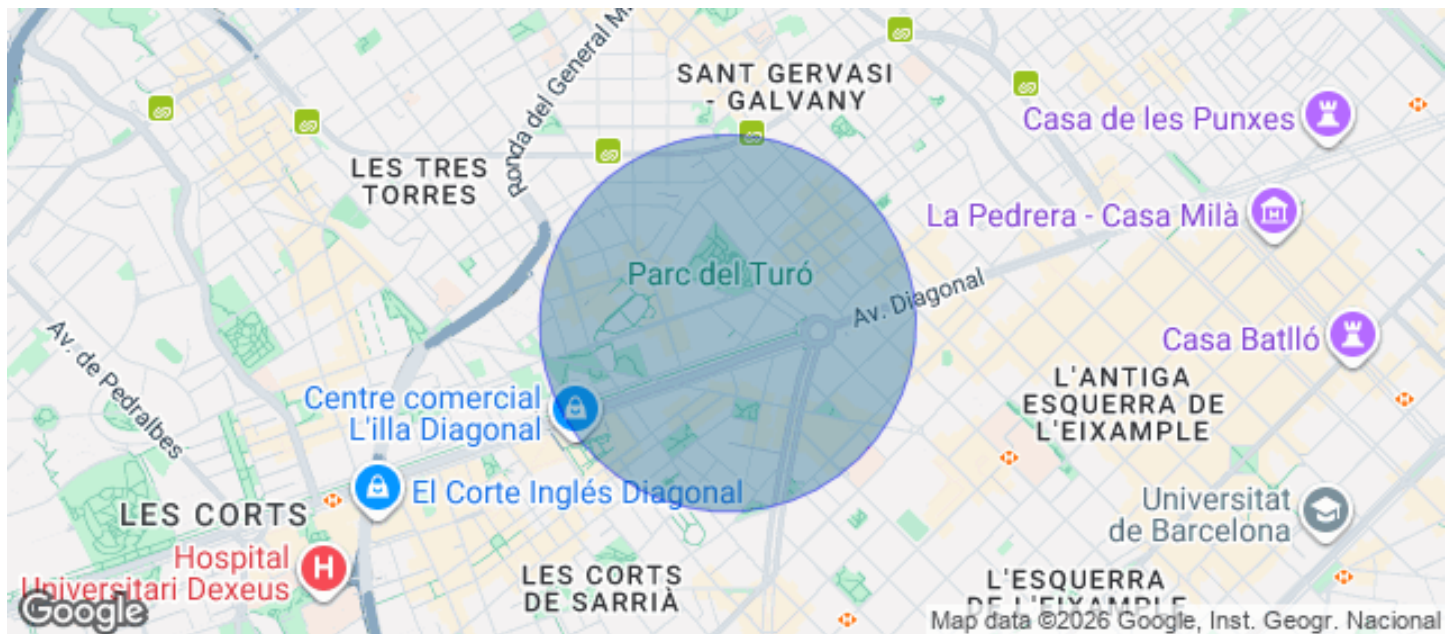 SANT GERVASI
- GALVANY
Ronda del General M
Casa de les Punxes
LES TRES
TORRES
La Pedrera - Casa Milà
Parc del Turó
Av. Diagonal
Av. de Pedralbes
Casa Batlló
Centre comercial
L'illa Diagonal
L'ANTIGA
ESQUERRA DE
L'EIXAMPLE
El Corte Inglés Diagonal
LES CORTS
Universitat
de Barcelona
Hospital
Universitari Dexeus
H
LES CORTS
DE SARRIÀ
L'ESQUERRA
DE L'EIXAMPLE
Google
Map data ©2026 Google, Inst. Geogr. Nacional